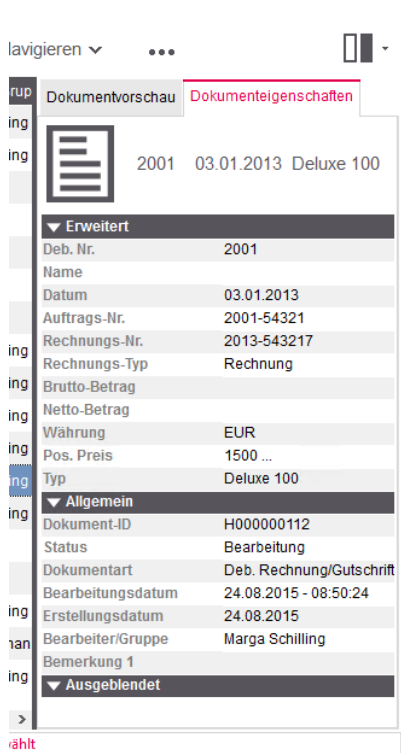 Navigieren
...
Dokumentvorschau Dokumenteigenschaften
2001 03.01.2013 Deluxe 100
Erweitert
Deb. Nr. 2001
Name
Datum 03.01.2013
Auftrags-Nr. 2001-54321
Rechnungs-Nr. 2013-543217
Rechnungs-Typ Rechnung
Brutto-Betrag
Netto-Betrag
Währung EUR
Pos. Preis 1500 ...
Typ Deluxe 100
Allgemein
Dokument-ID H000000112
Status Bearbeitung
Dokumentart Deb. Rechnung/Gutschrift
Bearbeitungsdatum 24.08.2015 - 08:50:24
Erstellungsdatum 24.08.2015
Bearbeiter/Gruppe Marga Schilling
Bemerkung 1
Ausgeblendet